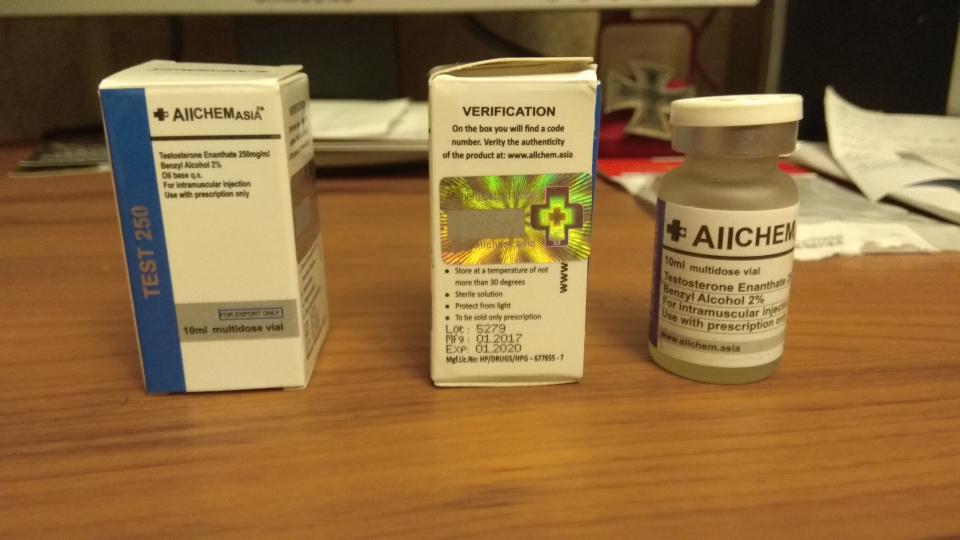 AllCHEM ASIA
Testosterone Enanthate 250mg/ml
Benzyl Alcohol 2%
Oil base q.s.
For intramuscular injection
Use with prescription only
TEST 250
FOR EXPORT ONLY
10ml multidose vial
VERIFICATION
On the box you will find a code
number. Verity the authenticity
of the product at: www.allchem.asia
Store at a temperature of not
more than 30 degrees
Sterile solution
Protect from light
To be sold only prescription
www
Lot: 5279
Mfg: 01.2017
Exp: 01.2020
Mgf.Lic.No: HP/DRUGS/HPG – 677655 - 7
AllCHEM
10ml multidose vial
Testosterone Enanthate
Benzyl Alcohol 2%
For intramuscular injection
Use with prescription only
www.allchem.asia